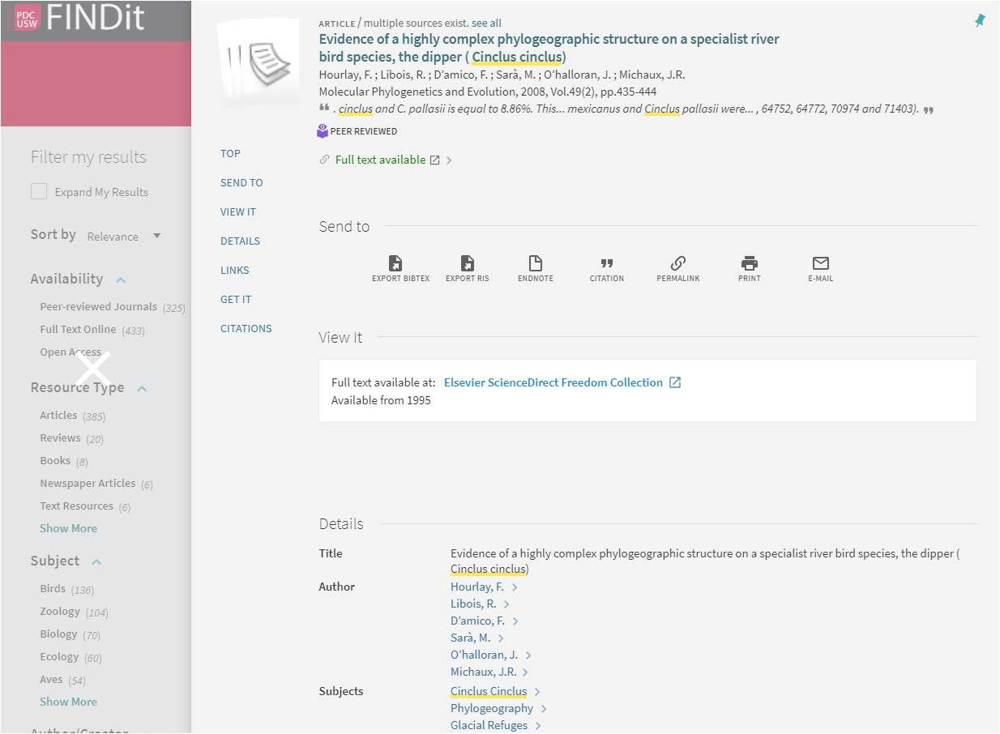 PDC
USW
FINDit
Filter my results
Expand My Results
Sort by Relevance
Availability
Peer-reviewed Journals (325)
Full Text Online (433)
Open Access
Resource Type
Articles (385)
Reviews (20)
Books (8)
Newspaper Articles (6)
Text Resources (6)
Show More
Subject
Birds (136)
Zoology (104)
Biology (70)
Ecology (60)
Aves (54)
Show More
Author/Creator
TOP
SEND TO
VIEW IT
DETAILS
LINKS
GET IT
CITATIONS
ARTICLE / multiple sources exist. see all
Evidence of a highly complex phylogeographic structure on a specialist river
bird species, the dipper ( Cinclus cinclus)
Hourlay, F. ; Libois, R. ; D’amico, F. ; Sarà, M. ; O’halloran, J. ; Michaux, J.R.
Molecular Phylogenetics and Evolution, 2008, Vol.49(2), pp.435-444
“ . cinclus and C. pallasii is equal to 8.86%. This... mexicanus and Cinclus pallasii were... , 64752, 64772, 70974 and 71403). ”
PEER REVIEWED
Full text available
Send to
EXPORT BIBTEX
EXPORT RIS
ENDNOTE
CITATION
PERMALINK
PRINT
E-MAIL
View It
Full text available at: Elsevier ScienceDirect Freedom Collection
Available from 1995
Details
Title Evidence of a highly complex phylogeographic structure on a specialist river bird species, the dipper (
Cinclus cinclus)
Author Hourlay, F.
Libois, R.
D’amico, F.
Sarà, M.
O’halloran, J.
Michaux, J.R.
Subjects Cinclus Cinclus
Phylogeography
Glacial Refuges